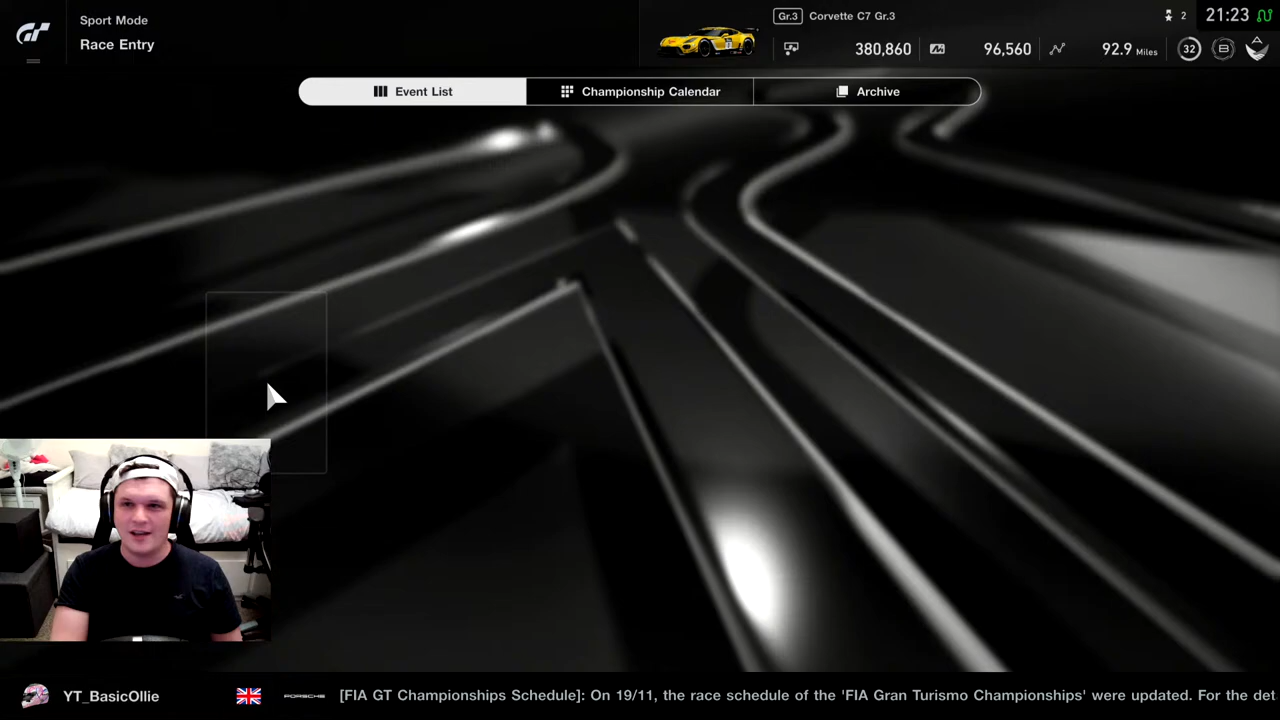 Sport Mode
Race Entry
Gr.3 Corvette C7 Gr.3
2 21:23
380,860 96,560 92.9 Miles 32 B A
Event List Championship Calendar Archive
YT_BasicOllie PORSCHE [FIA GT Championships Schedule]: On 19/11, the race schedule of the 'FIA Gran Turismo Championships' were updated. For the det